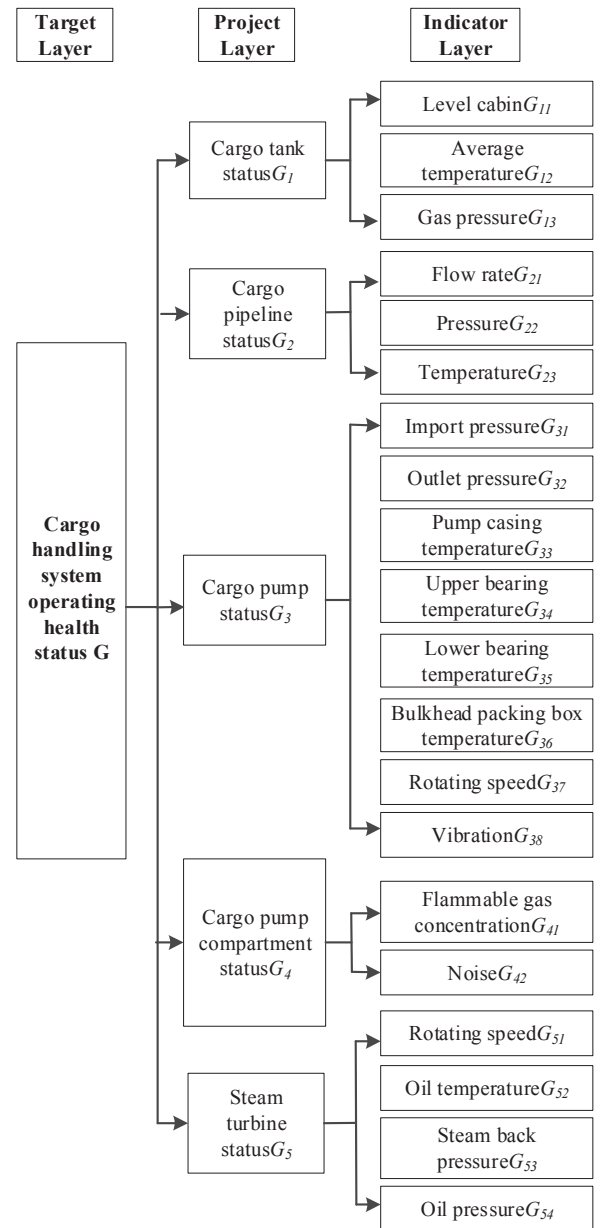 Target
Layer
Project
Layer
Indicator
Layer
Cargo
handling
system
operating
health
status G
Cargo tank
statusG1
Level cabinG11
Average
temperatureG12
Gas pressureG13
Cargo
pipeline
statusG2
Flow rateG21
PressureG22
TemperatureG23
Cargo pump
statusG3
Import pressureG31
Outlet pressureG32
Pump casing
temperatureG33
Upper bearing
temperatureG34
Lower bearing
temperatureG35
Bulkhead packing box
temperatureG36
Rotating speedG37
VibrationG38
Cargo pump
compartment
statusG4
Flammable gas
concentrationG41
NoiseG42
Steam
turbine
statusG5
Rotating speedG51
Oil temperatureG52
Steam back
pressureG53
Oil pressureG54